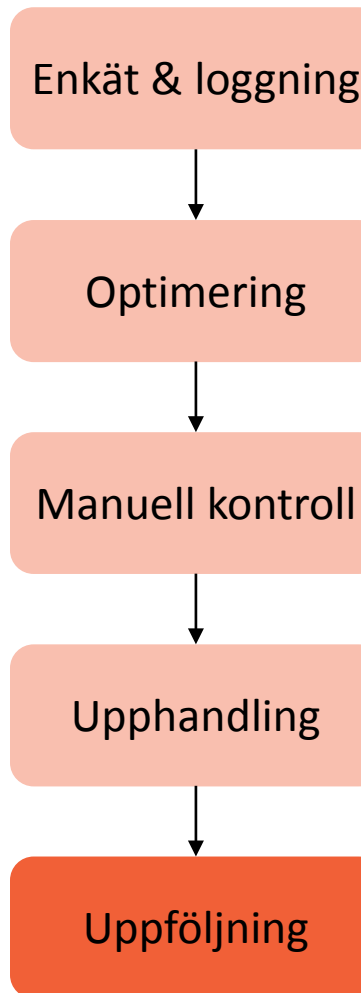 Enkät & loggning
Optimering
Manuell kontroll
Upphandling
Uppföljning